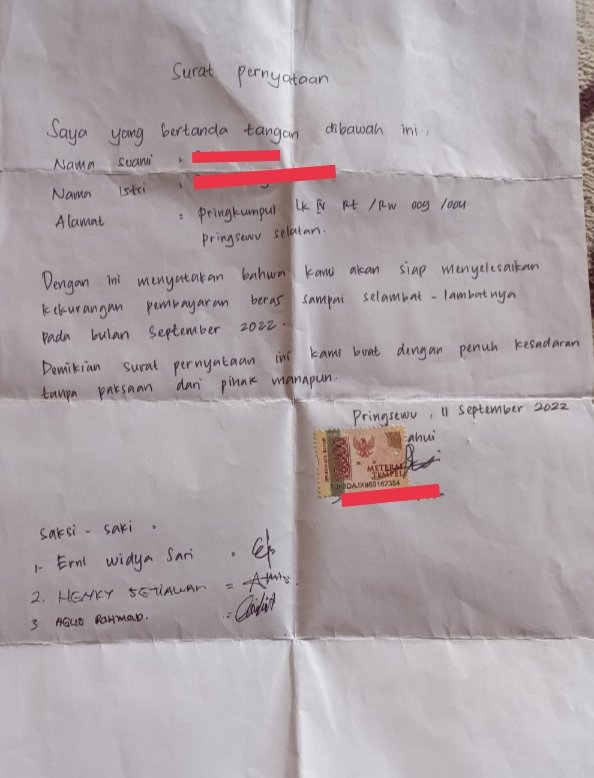 Surat pernyataan
Saya yang bertanda tangan dibawah ini :
Nama Suami :
Nama Istri :
Alamat : pringkumpul Lk IV Rt /Rw 009 /004
pringsewu selatan.
Dengan ini menyatakan bahwa kami akan siap menyelesaikan
kekurangan pembayaran beras sampai selambat - lambatnya
pada bulan September 2022.
Demikian surat pernyataan ini kami buat dengan penuh kesadaran
tanpa paksaan dari pihak manapun.
Pringsewu, 11 September 2022
ahui
10000
METERAI
TEMPEL
Saksi - saki :
1. Erni Widya Sari =
2. HENKY SETIAWAN =
3 AGUS RAHMAD. =